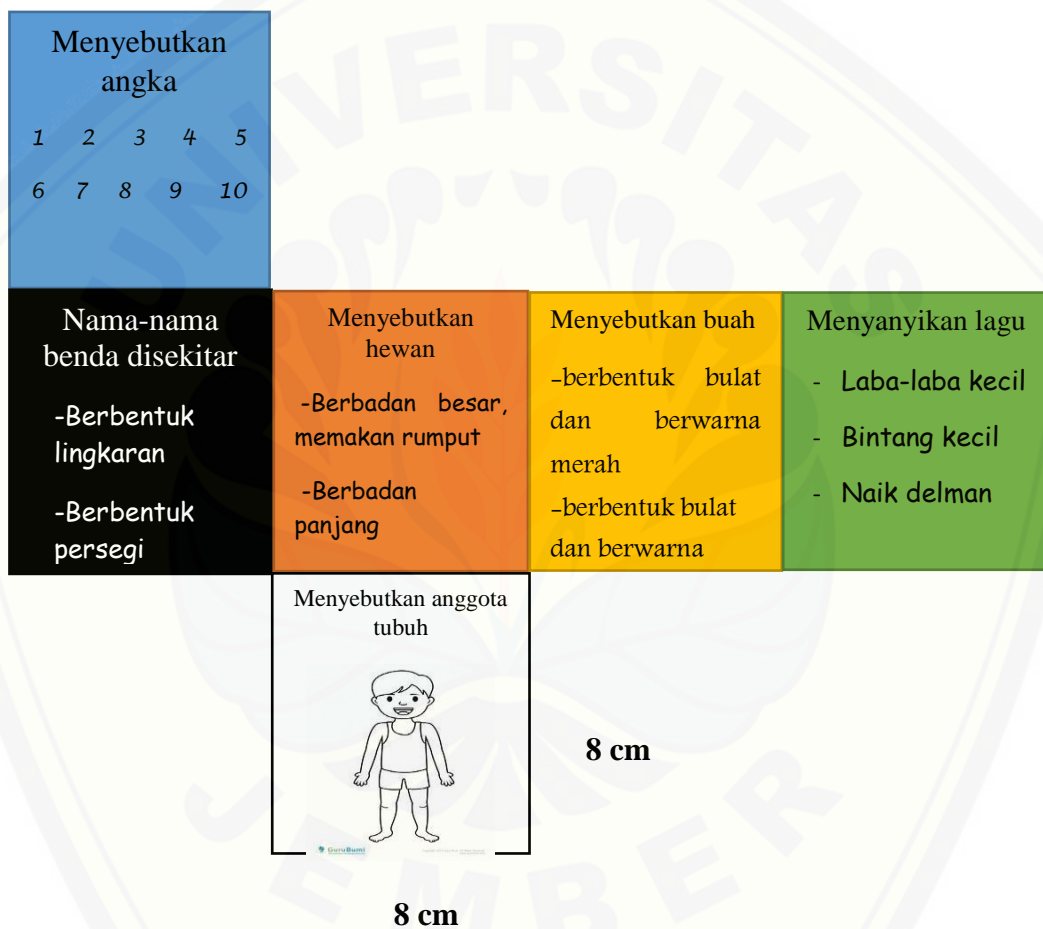 Menyebutkan
angka
1 2 3 4 5
6 7 8 9 10
Nama-nama
benda disekitar
-Berbentuk
lingkaran
-Berbentuk
persegi
Menyebutkan
hewan
-Berbadan besar,
memakan rumput
-Berbadan
panjang
Menyebutkan buah
-berbentuk bulat
dan berwarna
merah
-berbentuk bulat
dan berwarna
Menyanyikan lagu
- Laba-laba kecil
- Bintang kecil
- Naik delman
Menyebutkan anggota
tubuh
GuruBumi
8 cm
8 cm
UNIVERSITAS
JEMBER